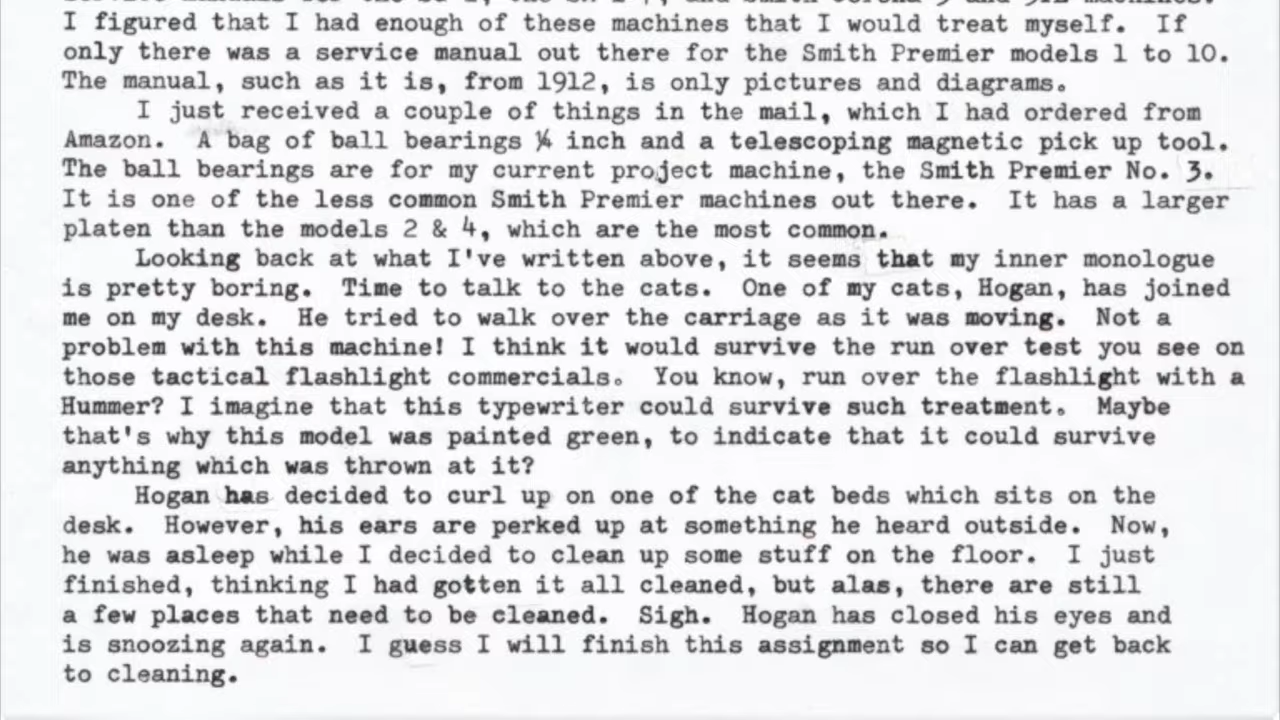 I figured that I had enough of these machines that I would treat myself. If
only there was a service manual out there for the Smith Premier models 1 to 10.
The manual, such as it is, from 1912, is only pictures and diagrams.
I just received a couple of things in the mail, which I had ordered from
Amazon. A bag of ball bearings ¼ inch and a telescoping magnetic pick up tool.
The ball bearings are for my current project machine, the Smith Premier No. 3.
It is one of the less common Smith Premier machines out there. It has a larger
platen than the models 2 & 4, which are the most common.
Looking back at what I've written above, it seems that my inner monologue
is pretty boring. Time to talk to the cats. One of my cats, Hogan, has joined
me on my desk. He tried to walk over the carriage as it was moving. Not a
problem with this machine! I think it would survive the run over test you see on
those tactical flashlight commercials. You know, run over the flashlight with a
Hummer? I imagine that this typewriter could survive such treatment. Maybe
that's why this model was painted green, to indicate that it could survive
anything which was thrown at it?
Hogan has decided to curl up on one of the cat beds which sits on the
desk. However, his ears are perked up at something he heard outside. Now,
he was asleep while I decided to clean up some stuff on the floor. I just
finished, thinking I had gotten it all cleaned, but alas, there are still
a few places that need to be cleaned. Sigh. Hogan has closed his eyes and
is snoozing again. I guess I will finish this assignment so I can get back
to cleaning.